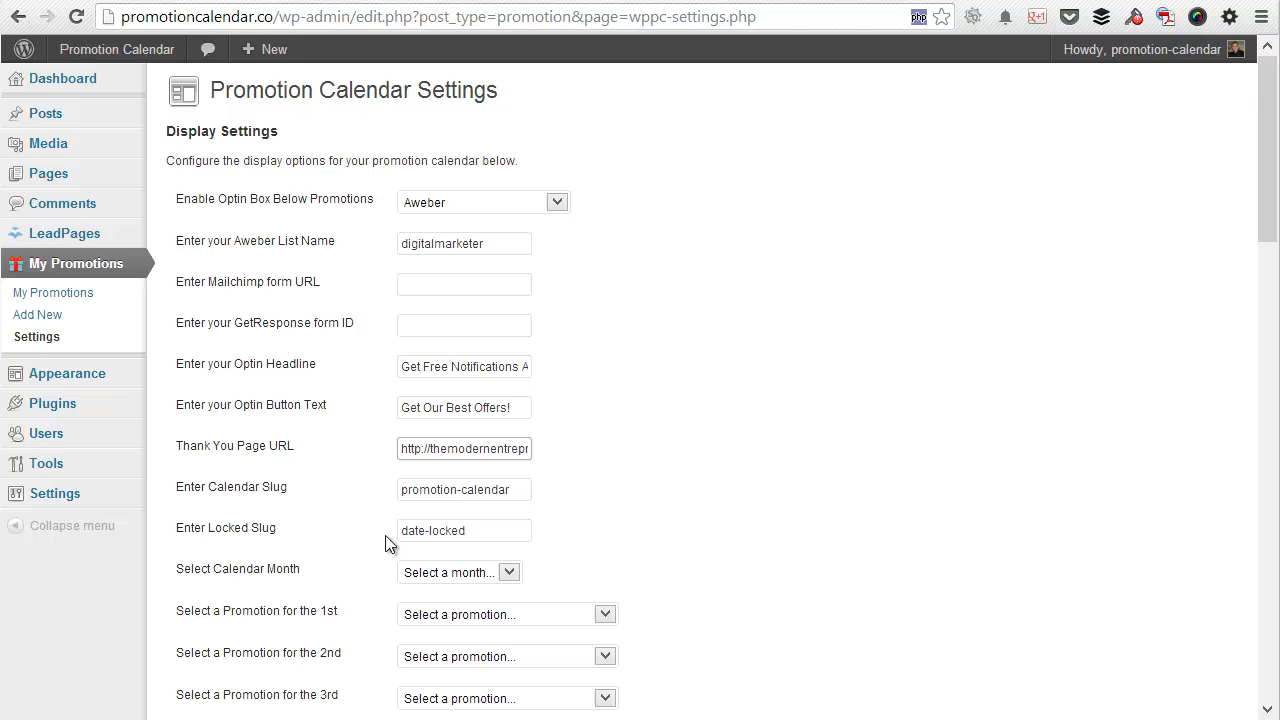 promotioncalendar.co/wp-admin/edit.php?post_type=promotion&page=wppc-settings.php
php
Promotion Calendar
New
Howdy, promotion-calendar
Dashboard
Posts
Media
Pages
Comments
LeadPages
My Promotions
My Promotions
Add New
Settings
Appearance
Plugins
Users
Tools
Settings
Collapse menu
Promotion Calendar Settings
Display Settings
Configure the display options for your promotion calendar below.
Enable Optin Box Below Promotions Aweber
Enter your Aweber List Name digitalmarketer
Enter Mailchimp form URL
Enter your GetResponse form ID
Enter your Optin Headline Get Free Notifications A
Enter your Optin Button Text Get Our Best Offers!
Thank You Page URL http://themodernentrepr
Enter Calendar Slug promotion-calendar
Enter Locked Slug date-locked
Select Calendar Month Select a month...
Select a Promotion for the 1st Select a promotion...
Select a Promotion for the 2nd Select a promotion...
Select a Promotion for the 3rd Select a promotion...